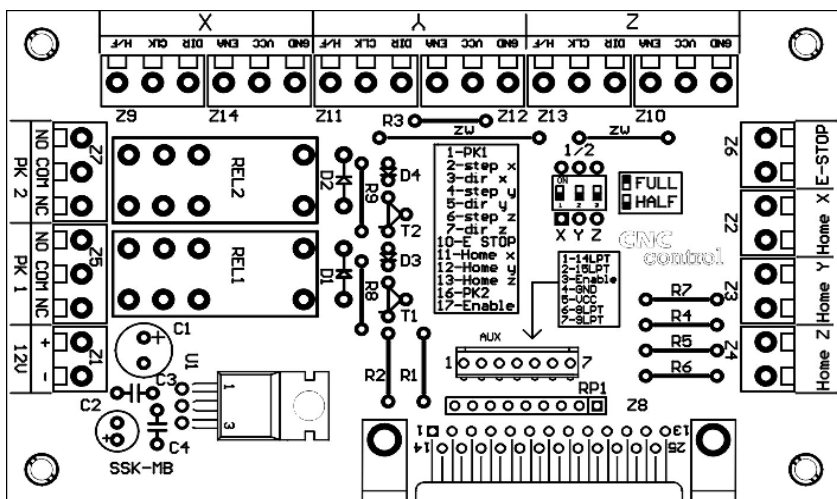 X Y Z
H/F CLK DIR ENA VCC GND H/F CLK DIR ENA VCC GND H/F CLK DIR ENA VCC GND
Z9 Z14 Z11 Z12 Z13 Z10
R3
ZW ZW
PK 2
NO COM NC
Z7
REL2
D2
R9
D4
T2
PK 1
NO COM NC
Z5
REL1
D1
R8
D3
T1
12V
+
-
Z1
C1
+
U1
C3
C2
+
C4
SSK-MB
1
3
R2
R1
1-PK1
2-step x
3-dir x
4-step y
5-dir y
6-step z
7-dir z
10-E STOP
11-Home x
12-Home y
13-Home z
16-PK2
17-Enable
1/2
ON
1 2 3
X Y Z
FULL
HALF
CNC
control
1-14LPT
2-15LPT
3-Enable
4-GND
5-VCC
6-8LPT
7-9LPT
AUX
1 7
RP1
Z8
1 13
14 25
R7
R4
R5
R6
Z6
E-STOP
Z2
Home X
Z3
Home Y
Z4
Home Z